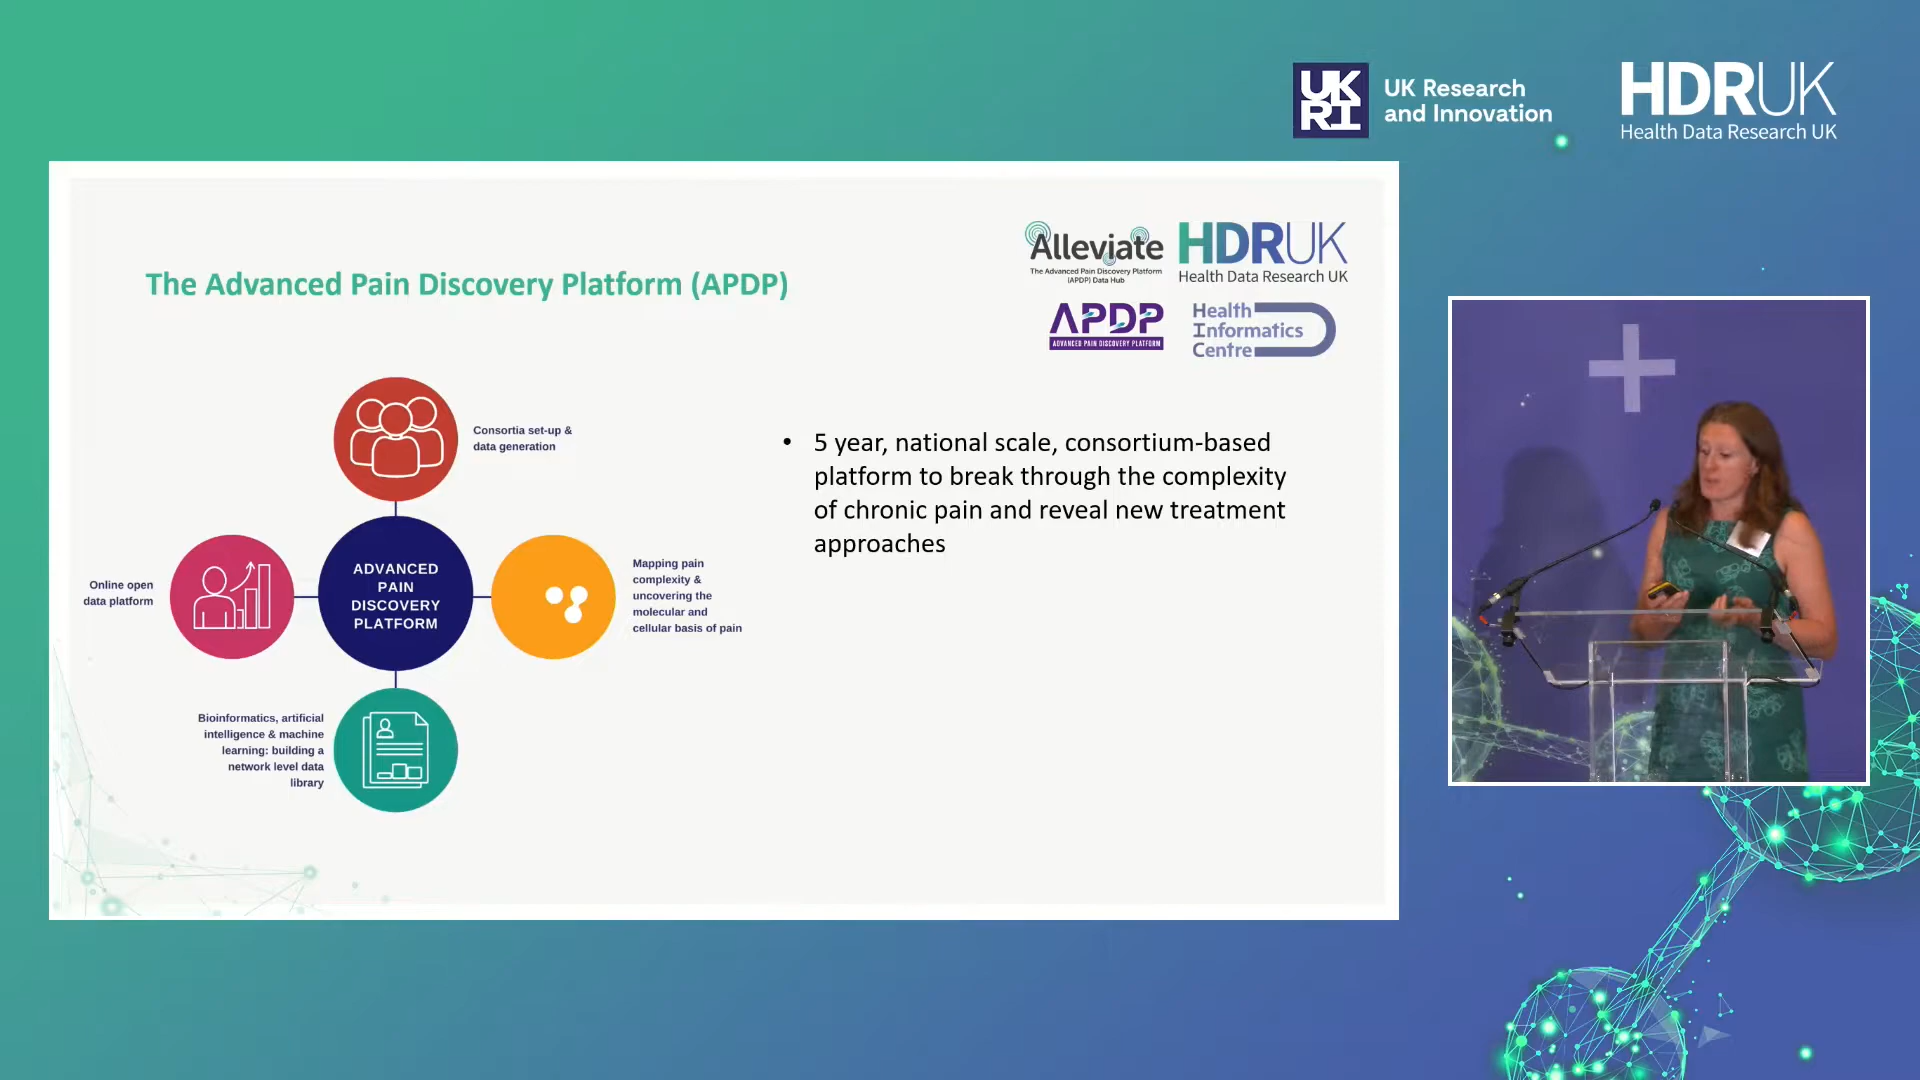 UK
RI
UK Research
and Innovation
HDRUK
Health Data Research UK
Alleviate
The Advanced Pain Discovery Platform
(APDP) Data Hub
HDRUK
Health Data Research UK
APDP
ADVANCED PAIN DISCOVERY PLATFORM
Health
Informatics
Centre
The Advanced Pain Discovery Platform (APDP)
Consortia set-up &
data generation
Online open
data platform
ADVANCED
PAIN
DISCOVERY
PLATFORM
Mapping pain
complexity &
uncovering the
molecular and
cellular basis of pain
Bioinformatics, artificial
intelligence & machine
learning: building a
network level data
library
• 5 year, national scale, consortium-based
platform to break through the complexity
of chronic pain and reveal new treatment
approaches